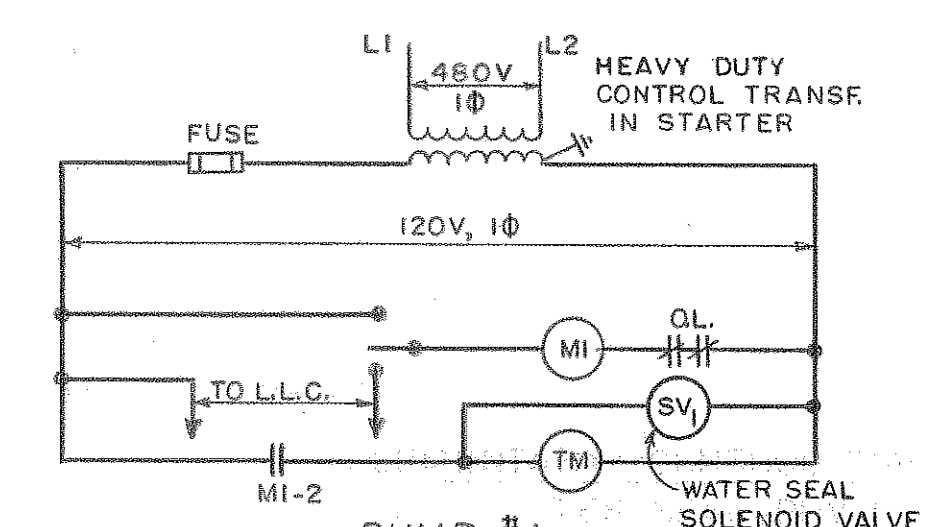 L1
L2
480V
1Φ
HEAVY DUTY
CONTROL TRANSF.
IN STARTER
FUSE
120V, 1Φ
O.L.
M1
TO L.L.C.
SV1
TM
M1-2
WATER SEAL
SOLENOID VALVE